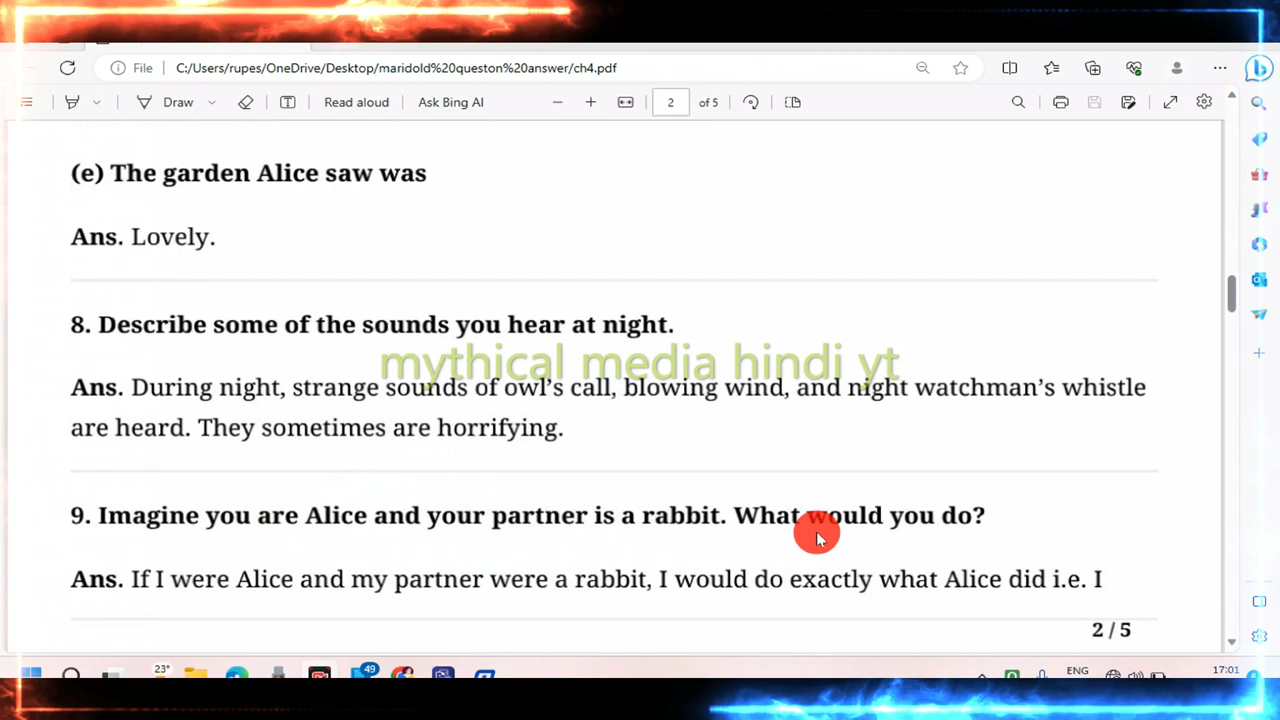 File C:/Users/rupes/OneDrive/Desktop/maridold%20queston%20answer/ch4.pdf
Draw Read aloud Ask Bing AI 2 of 5
(e) The garden Alice saw was
Ans. Lovely.
8. Describe some of the sounds you hear at night.
mythical media hindi yt
Ans. During night, strange sounds of owl's call, blowing wind, and night watchman's whistle
are heard. They sometimes are horrifying.
9. Imagine you are Alice and your partner is a rabbit. What would you do?
Ans. If I were Alice and my partner were a rabbit, I would do exactly what Alice did i.e. I
2 / 5
23° 49 ENG 17:01